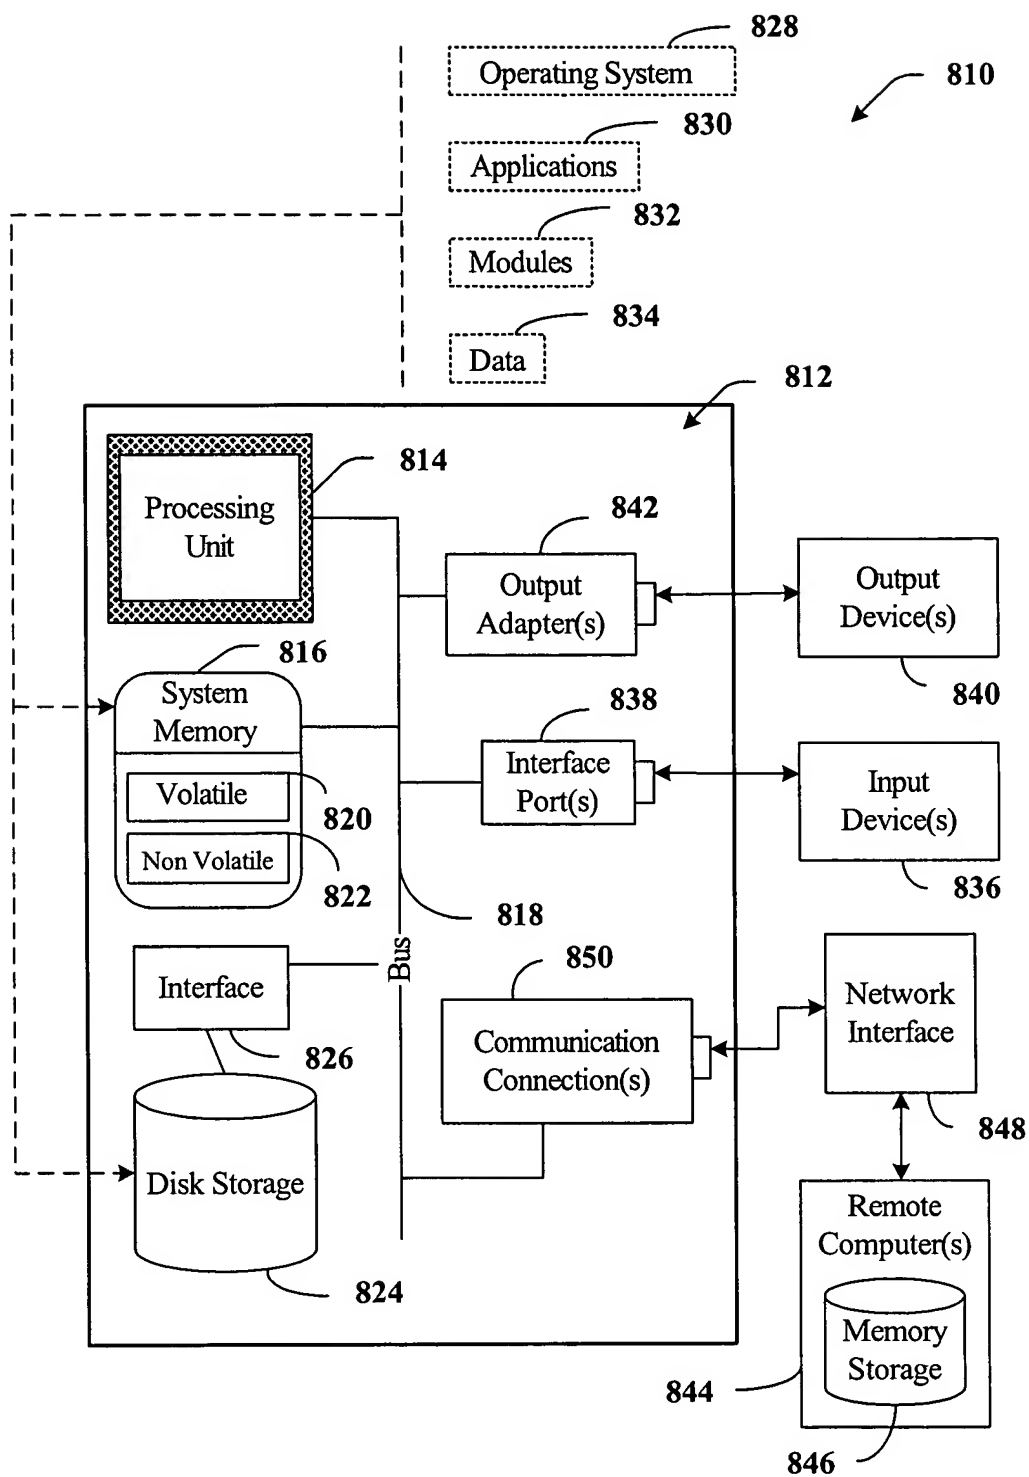 828
Operating System
810
830
Applications
832
Modules
834
Data
812
814
Processing
Unit
842
Output
Adapter(s)
Output
Device(s)
840
816
System
Memory
838
Interface
Port(s)
Input
Device(s)
836
Volatile
820
Non Volatile
822
818
Bus
850
Interface
826
Communication
Connection(s)
Network
Interface
848
Disk Storage
824
Remote
Computer(s)
Memory
Storage
844
846